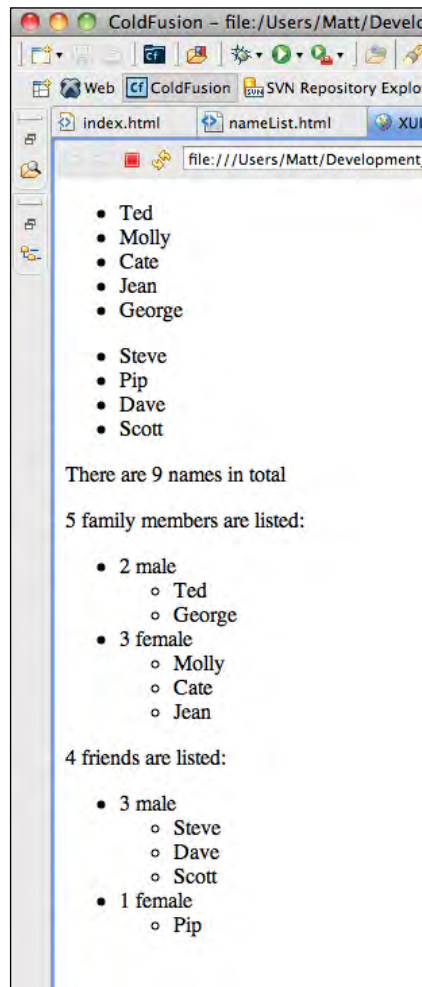 ColdFusion – file:/Users/Matt/Develo
Web Cf ColdFusion SVN SVN Repository Explo
index.html nameList.html XUI
file:///Users/Matt/Development_
• Ted
• Molly
• Cate
• Jean
• George
• Steve
• Pip
• Dave
• Scott
There are 9 names in total
5 family members are listed:
• 2 male
◦ Ted
◦ George
• 3 female
◦ Molly
◦ Cate
◦ Jean
4 friends are listed:
• 3 male
◦ Steve
◦ Dave
◦ Scott
• 1 female
◦ Pip